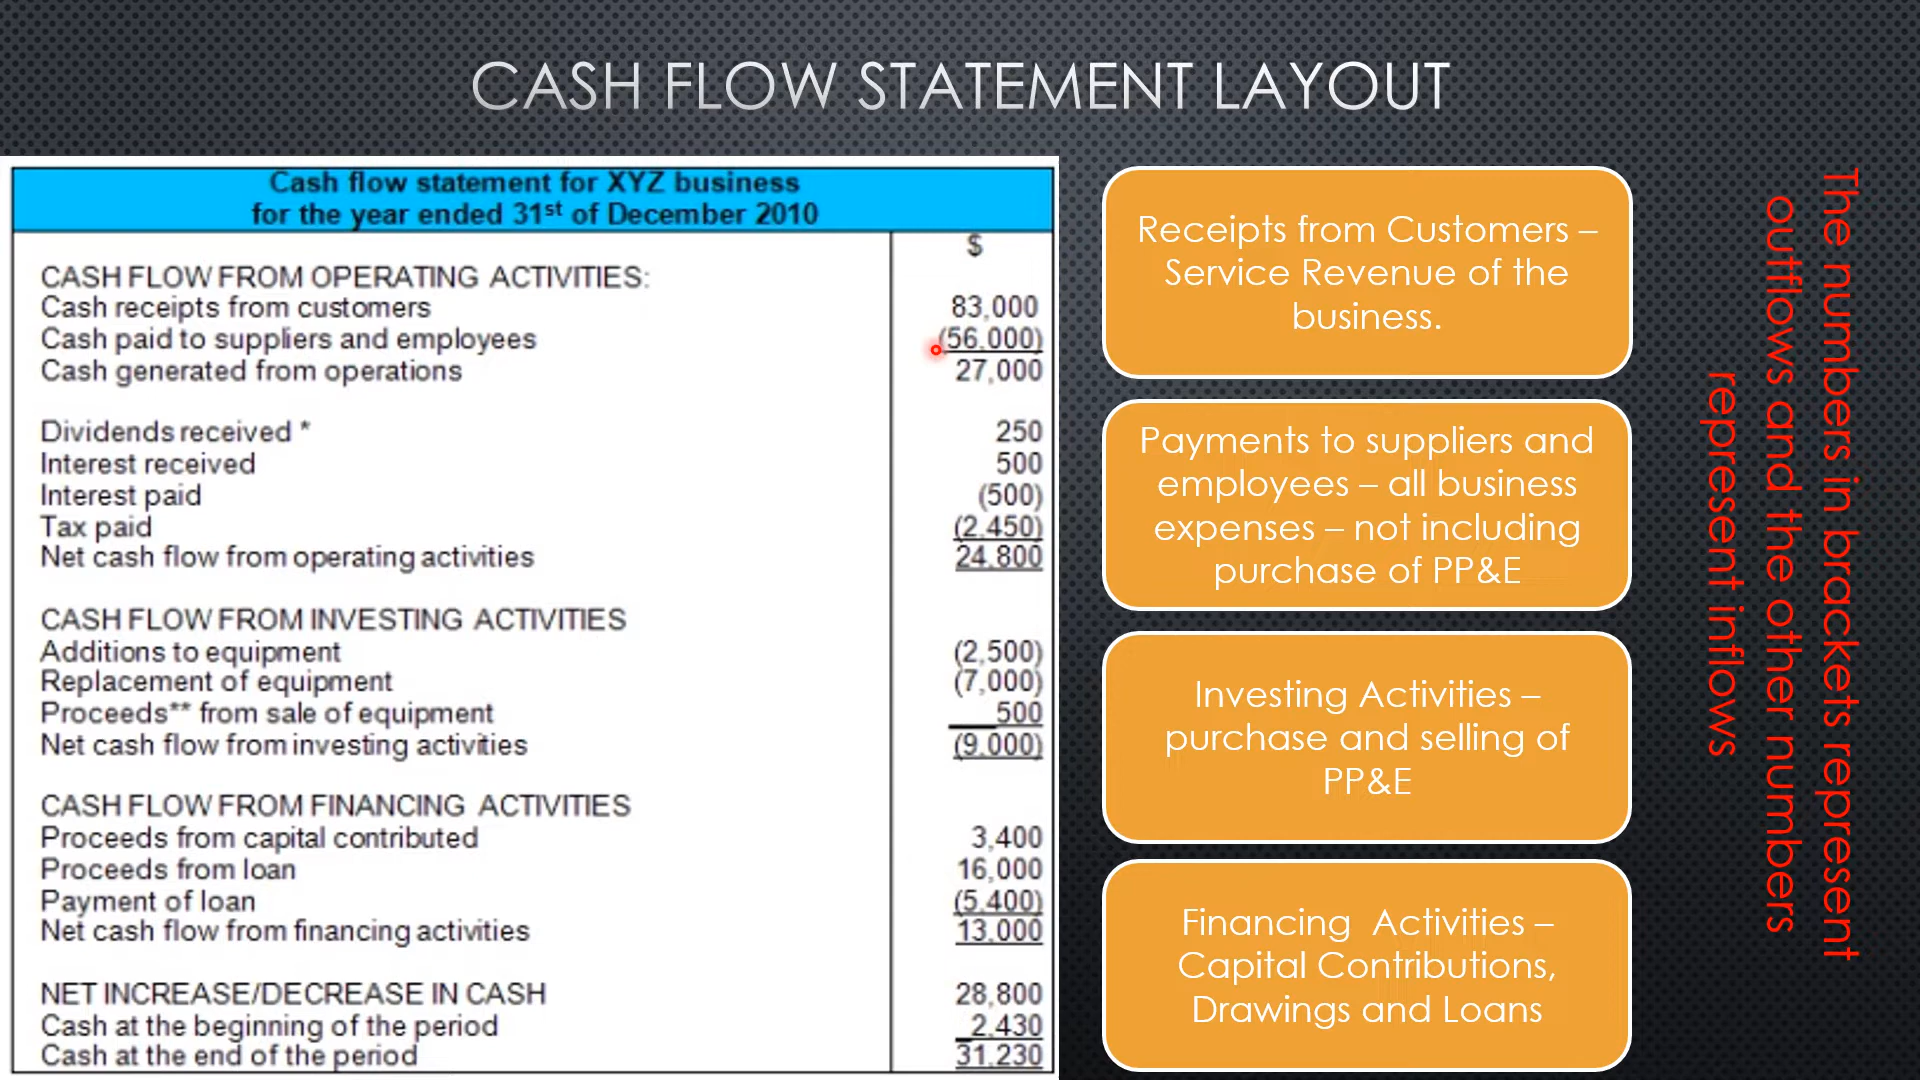 CASH FLOW STATEMENT LAYOUT
Cash flow statement for XYZ business
for the year ended 31st of December 2010
$
CASH FLOW FROM OPERATING ACTIVITIES:
Cash receipts from customers 83,000
Cash paid to suppliers and employees (56,000)
Cash generated from operations 27,000
Dividends received * 250
Interest received 500
Interest paid (500)
Tax paid (2,450)
Net cash flow from operating activities 24,800
CASH FLOW FROM INVESTING ACTIVITIES
Additions to equipment (2,500)
Replacement of equipment (7,000)
Proceeds** from sale of equipment 500
Net cash flow from investing activities (9,000)
CASH FLOW FROM FINANCING ACTIVITIES
Proceeds from capital contributed 3,400
Proceeds from loan 16,000
Payment of loan (5,400)
Net cash flow from financing activities 13,000
NET INCREASE/DECREASE IN CASH 28,800
Cash at the beginning of the period 2,430
Cash at the end of the period 31,230
Receipts from Customers –
Service Revenue of the
business.
Payments to suppliers and
employees – all business
expenses – not including
purchase of PP&E
Investing Activities –
purchase and selling of
PP&E
Financing Activities –
Capital Contributions,
Drawings and Loans
The numbers in brackets represent
outflows and the other numbers
represent inflows